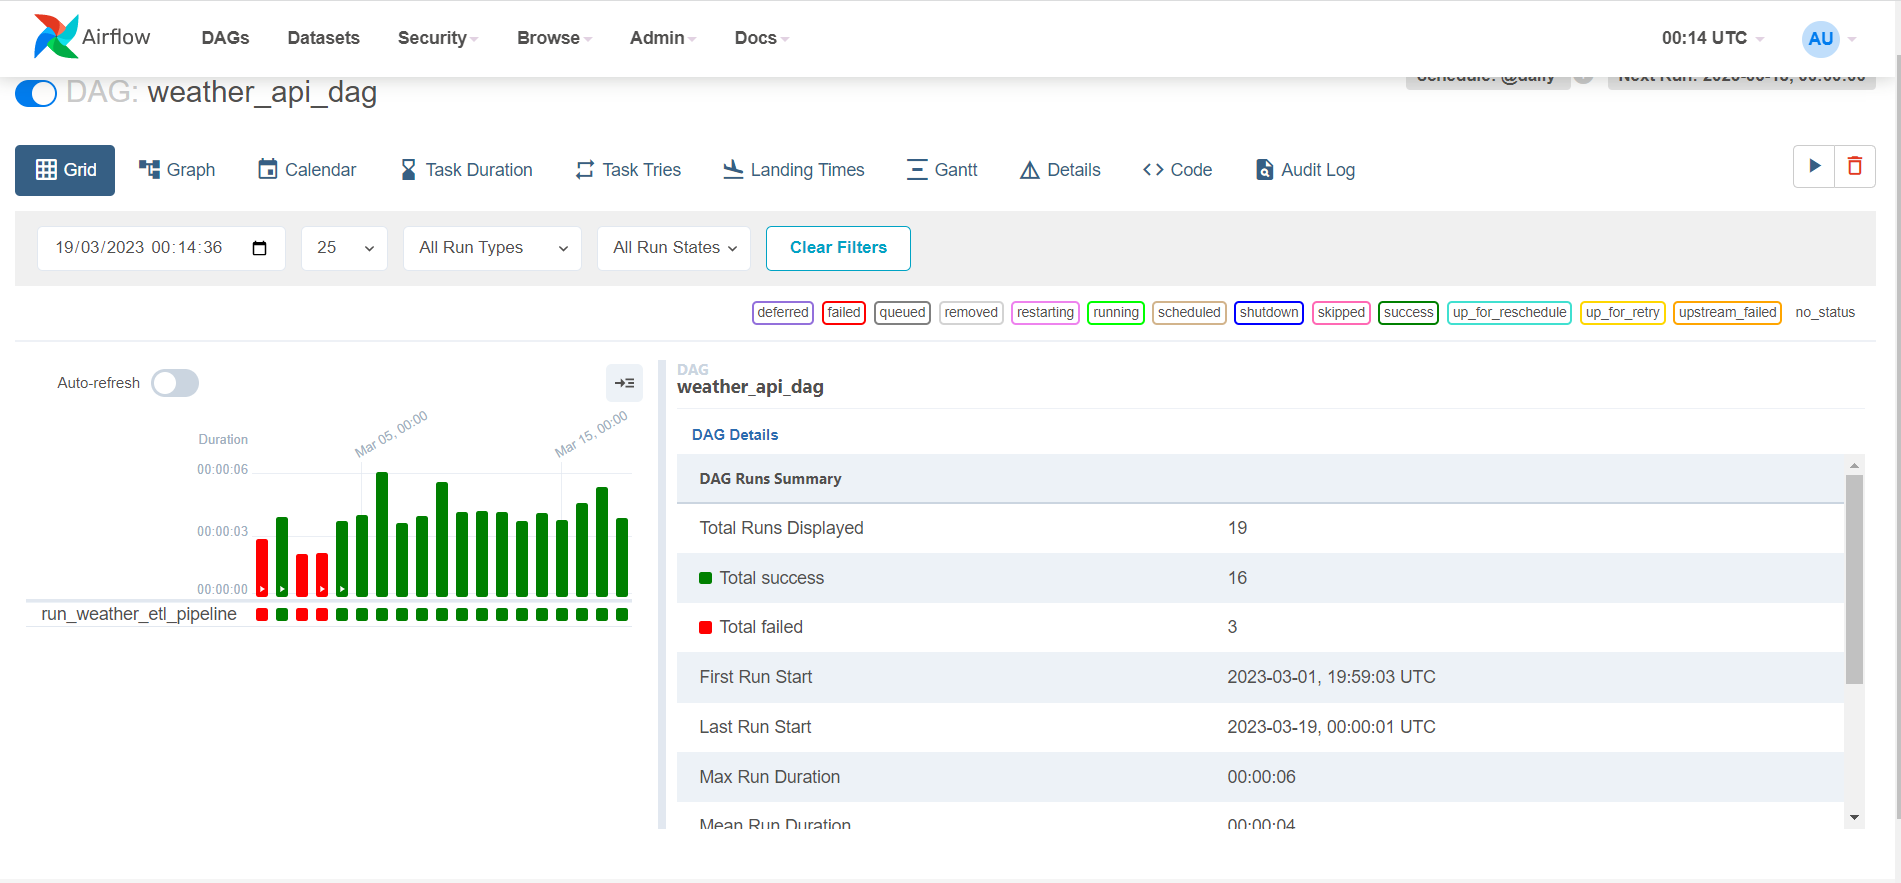 Airflow DAGs Datasets Security Browse Admin Docs 00:14 UTC AU
Schedule: @daily
DAG: weather_api_dag
Grid Graph Calendar Task Duration Task Tries Landing Times Gantt Details Code Audit Log
19/03/2023 00:14:36 25 All Run Types All Run States Clear Filters
deferred failed queued removed restarting running scheduled shutdown skipped success up_for_reschedule up_for_retry upstream_failed no_status
Auto-refresh
Duration
Mar 05, 00:00
Mar 15, 00:00
00:00:06
00:00:03
00:00:00
run_weather_etl_pipeline
DAG
weather_api_dag
DAG Details
DAG Runs Summary
Total Runs Displayed 19
Total success 16
Total failed 3
First Run Start 2023-03-01, 19:59:03 UTC
Last Run Start 2023-03-19, 00:00:01 UTC
Max Run Duration 00:00:06
Mean Run Duration 00:00:04